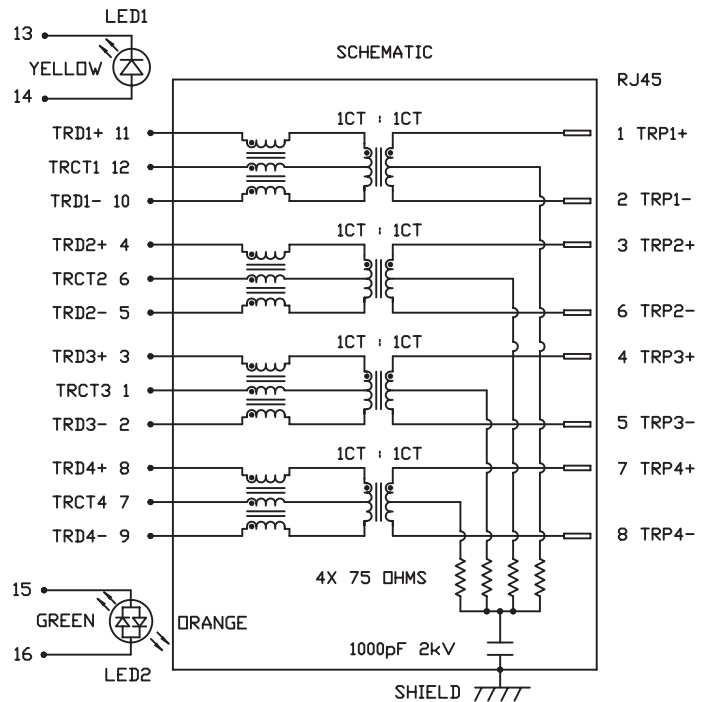 LED1
13
YELLOW
14
SCHEMATIC
RJ45
1CT : 1CT
TRD1+ 11
1 TRP1+
TRCT1 12
TRD1- 10
2 TRP1-
1CT : 1CT
TRD2+ 4
3 TRP2+
TRCT2 6
TRD2- 5
6 TRP2-
1CT : 1CT
TRD3+ 3
4 TRP3+
TRCT3 1
TRD3- 2
5 TRP3-
1CT : 1CT
TRD4+ 8
7 TRP4+
TRCT4 7
TRD4- 9
8 TRP4-
4X 75 OHMS
15
GREEN
ORANGE
16
LED2
1000pF 2kV
SHIELD